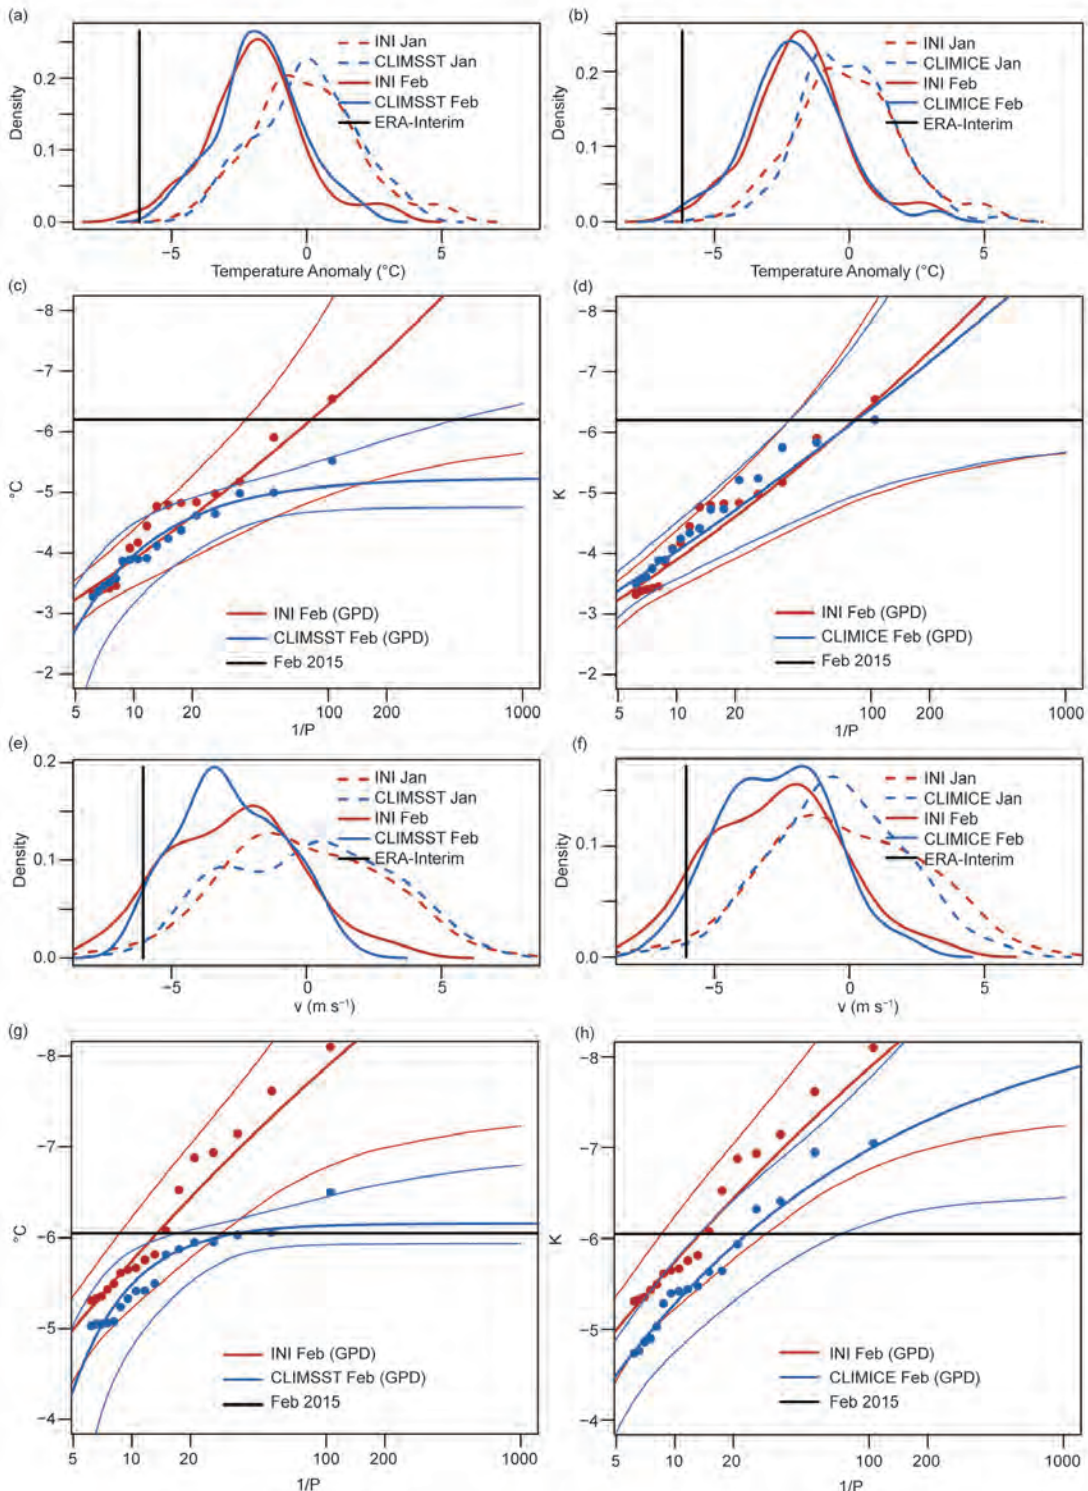 (a)
Density
0.2
0.1
0.0
INI Jan
CLIMSST Jan
INI Feb
CLIMSST Feb
ERA-Interim
−5
0
5
Temperature Anomaly (°C)
(b)
Density
0.2
0.1
0.0
INI Jan
CLIMICE Jan
INI Feb
CLIMICE Feb
ERA-Interim
−5
0
5
Temperature Anomaly (°C)
(c)
°C
−8
−7
−6
−5
−4
−3
−2
INI Feb (GPD)
CLIMSST Feb (GPD)
Feb 2015
5
10
20
100
200
1000
1/P
(d)
K
−8
−7
−6
−5
−4
−3
−2
INI Feb (GPD)
CLIMICE Feb (GPD)
Feb 2015
5
10
20
100
200
1000
1/P
(e)
Density
0.2
0.1
0.0
INI Jan
CLIMSST Jan
INI Feb
CLIMSST Feb
ERA-Interim
−5
0
5
v (m s⁻¹)
(f)
Density
0.1
0.0
INI Jan
CLIMICE Jan
INI Feb
CLIMICE Feb
ERA-Interim
−5
0
5
v (m s⁻¹)
(g)
°C
−8
−7
−6
−5
−4
INI Feb (GPD)
CLIMSST Feb (GPD)
Feb 2015
5
10
20
100
200
1000
1/P
(h)
K
−8
−7
−6
−5
−4
INI Feb (GPD)
CLIMICE Feb (GPD)
Feb 2015
5
10
20
100
200
1000
1/P